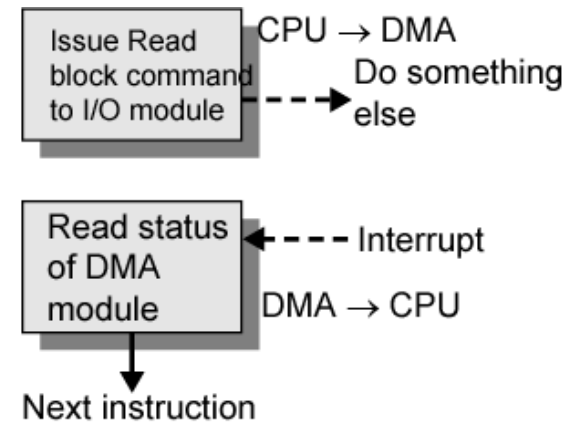 Issue Read
block command
to I/O module
CPU → DMA
Do something
else
Read status
of DMA
module
Interrupt
DMA → CPU
Next instruction